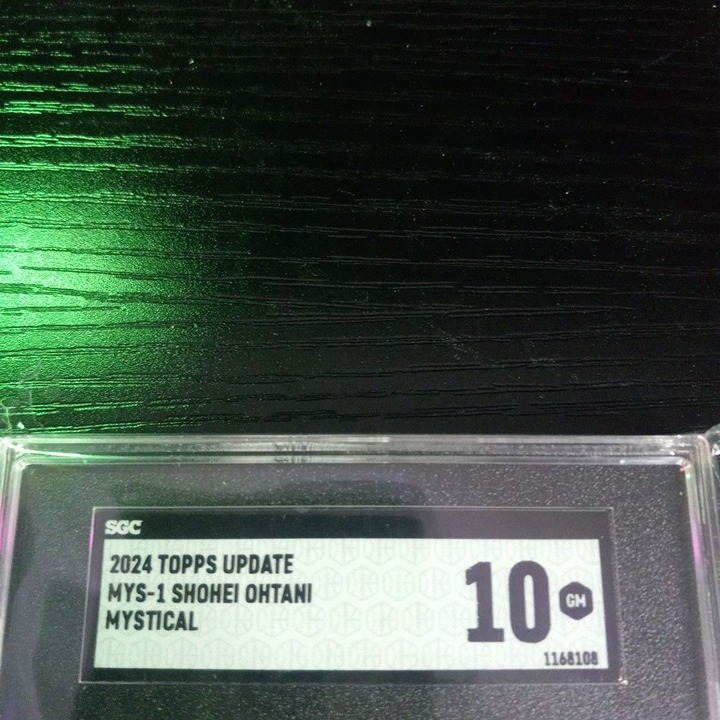 SGC
2024 TOPPS UPDATE
MYS-1 SHOHEI OHTANI
MYSTICAL
10
GM
1168108